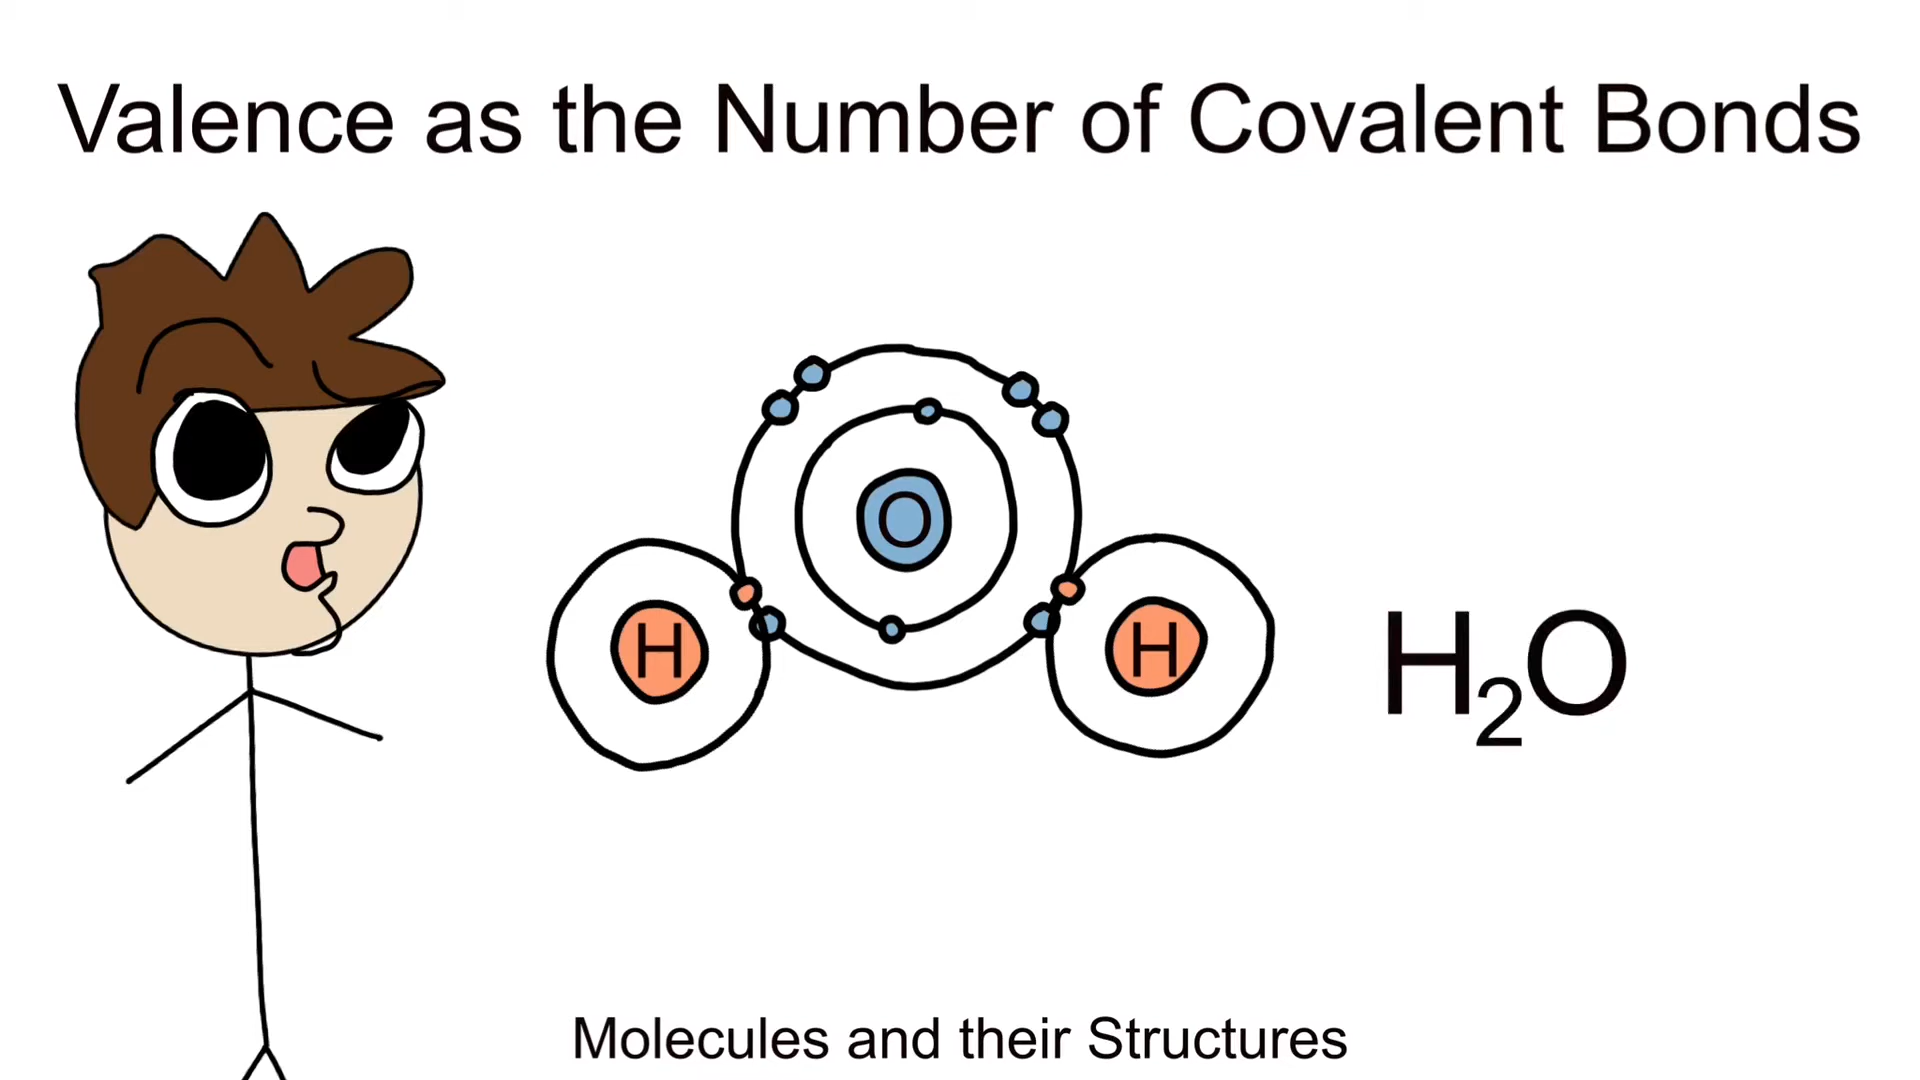 Valence as the Number of Covalent Bonds
O
H
H
H₂O
Molecules and their Structures